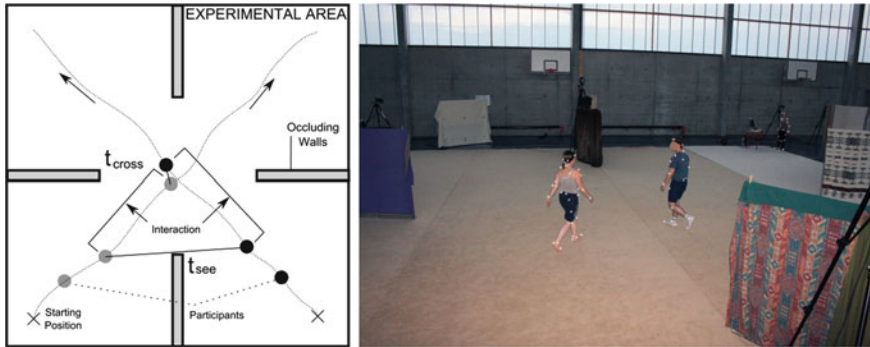 EXPERIMENTAL AREA
Occluding
Walls
tcross
Interaction
tsee
Starting
Position
Participants